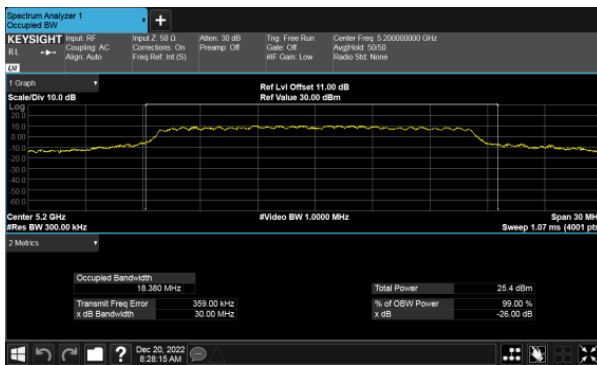 Spectrum Analyzer 1
Occupied BW
+
KEYSIGHT
R L
LXI
Input: RF
Coupling: AC
Align: Auto
Input Z: 50 Ω
Corrections: On
Freq Ref: Int (S)
Atten: 30 dB
Preamp: Off
Trig: Free Run
Gate: Off
#IF Gain: Low
Center Freq: 5.200000000 GHz
Avg|Hold: 50/50
Radio Std: None
1 Graph
Scale/Div 10.0 dB
Ref Lvl Offset 11.00 dB
Ref Value 30.00 dBm
Log
20.0
10.0
0.00
-10.0
-20.0
-30.0
-40.0
-50.0
-60.0
Center 5.2 GHz
#Video BW 1.0000 MHz
Span 30 MH
#Res BW 300.00 kHz
Sweep 1.07 ms (4001 pts
2 Metrics
Occupied Bandwidth
18.380 MHz
Total Power 25.4 dBm
Transmit Freq Error 359.00 kHz
% of OBW Power 99.00 %
x dB Bandwidth 30.00 MHz
x dB -26.00 dB
?
Dec 20, 2022
8:28:15 AM